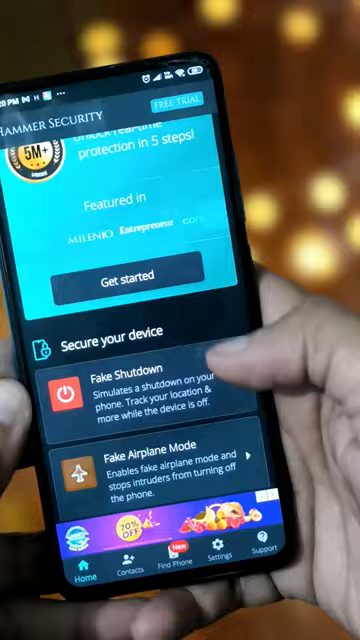 20 PM
HAMMER SECURITY
FREE TRIAL
5M+
USERS
Unlock real-time
protection in 5 steps!
Featured in
MILENIO Entrepreneur
Get started
Secure your device
Fake Shutdown
Simulates a shutdown on your
phone. Track your location &
more while the device is off.
Fake Airplane Mode
Enables fake airplane mode and
stops intruders from turning off
the phone.
70%
OFF
New
Home
Contacts
Find Phone
Settings
Support